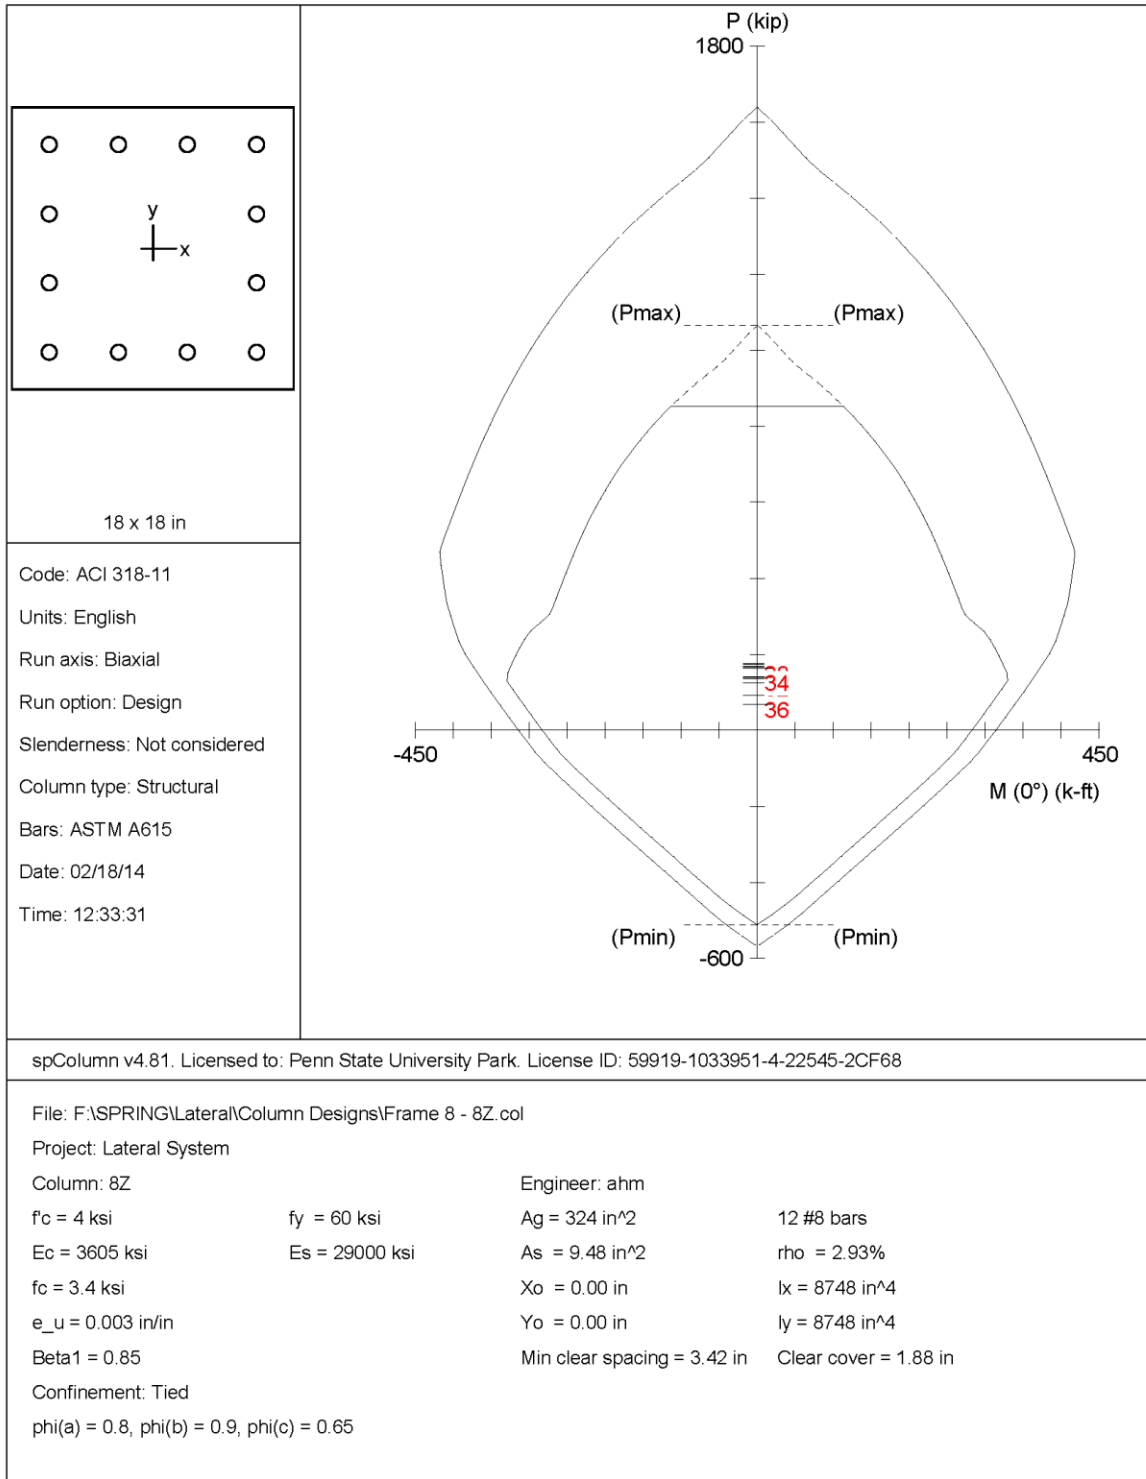 P (kip)
1800
(Pmax) (Pmax)
y
x
18 x 18 in
Code: ACI 318-11
Units: English
Run axis: Biaxial
Run option: Design
Slenderness: Not considered
Column type: Structural
Bars: ASTM A615
Date: 02/18/14
Time: 12:33:31
34
36
-450 450
M (0°) (k-ft)
(Pmin) (Pmin)
-600
spColumn v4.81. Licensed to: Penn State University Park. License ID: 59919-1033951-4-22545-2CF68
File: F:\SPRING\Lateral\Column Designs\Frame 8 - 8Z.col
Project: Lateral System
Column: 8Z Engineer: ahm
f'c = 4 ksi fy = 60 ksi Ag = 324 in^2 12 #8 bars
Ec = 3605 ksi Es = 29000 ksi As = 9.48 in^2 rho = 2.93%
fc = 3.4 ksi Xo = 0.00 in Ix = 8748 in^4
e_u = 0.003 in/in Yo = 0.00 in Iy = 8748 in^4
Beta1 = 0.85 Min clear spacing = 3.42 in Clear cover = 1.88 in
Confinement: Tied
phi(a) = 0.8, phi(b) = 0.9, phi(c) = 0.65